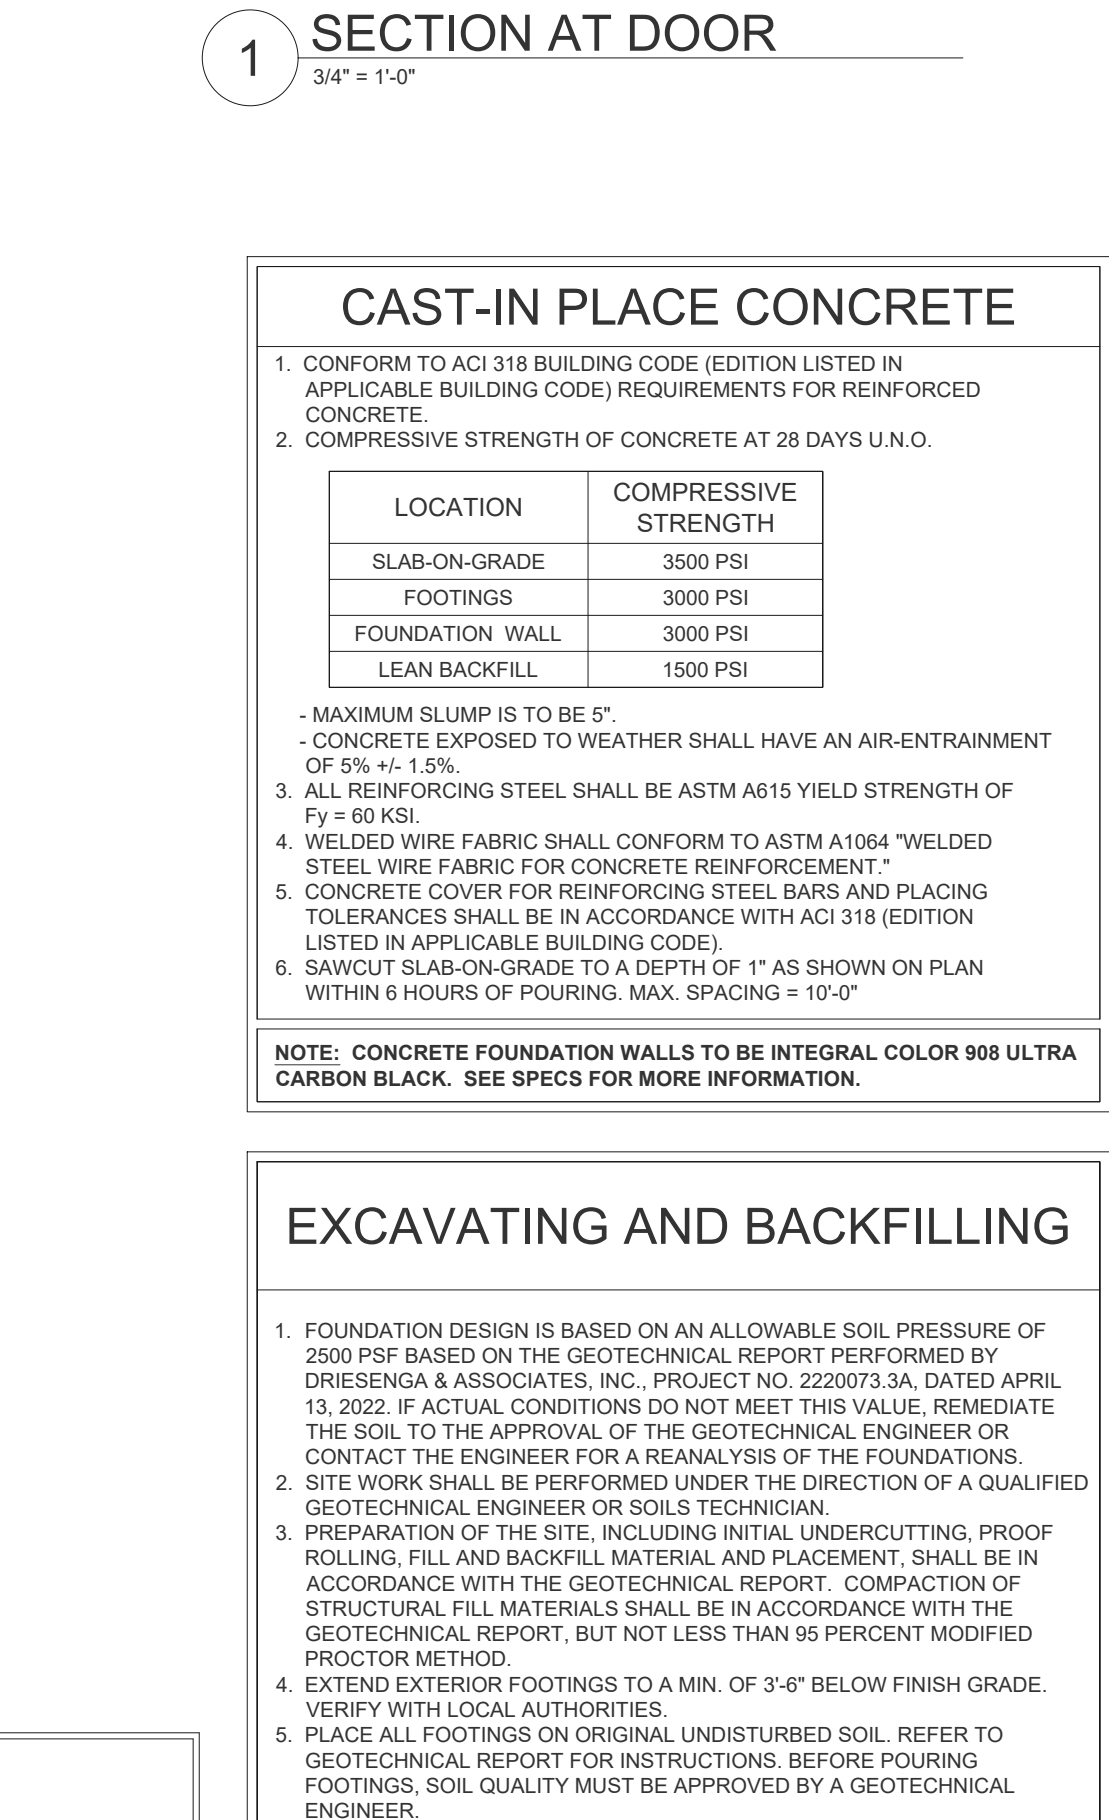 1
SECTION AT DOOR
3/4" = 1'-0"
CAST-IN PLACE CONCRETE
1. CONFORM TO ACI 318 BUILDING CODE (EDITION LISTED IN
APPLICABLE BUILDING CODE) REQUIREMENTS FOR REINFORCED
CONCRETE.
2. COMPRESSIVE STRENGTH OF CONCRETE AT 28 DAYS U.N.O.
LOCATION COMPRESSIVE STRENGTH
SLAB-ON-GRADE 3500 PSI
FOOTINGS 3000 PSI
FOUNDATION WALL 3000 PSI
LEAN BACKFILL 1500 PSI
- MAXIMUM SLUMP IS TO BE 5".
- CONCRETE EXPOSED TO WEATHER SHALL HAVE AN AIR-ENTRAINMENT
OF 5% +/- 1.5%.
3. ALL REINFORCING STEEL SHALL BE ASTM A615 YIELD STRENGTH OF
Fy = 60 KSI.
4. WELDED WIRE FABRIC SHALL CONFORM TO ASTM A1064 "WELDED
STEEL WIRE FABRIC FOR CONCRETE REINFORCEMENT."
5. CONCRETE COVER FOR REINFORCING STEEL BARS AND PLACING
TOLERANCES SHALL BE IN ACCORDANCE WITH ACI 318 (EDITION
LISTED IN APPLICABLE BUILDING CODE).
6. SAWCUT SLAB-ON-GRADE TO A DEPTH OF 1" AS SHOWN ON PLAN
WITHIN 6 HOURS OF POURING. MAX. SPACING = 10'-0"
NOTE: CONCRETE FOUNDATION WALLS TO BE INTEGRAL COLOR 908 ULTRA
CARBON BLACK. SEE SPECS FOR MORE INFORMATION.
EXCAVATING AND BACKFILLING
1. FOUNDATION DESIGN IS BASED ON AN ALLOWABLE SOIL PRESSURE OF
2500 PSF BASED ON THE GEOTECHNICAL REPORT PERFORMED BY
DRIESENGA & ASSOCIATES, INC., PROJECT NO. 2220073.3A, DATED APRIL
13, 2022. IF ACTUAL CONDITIONS DO NOT MEET THIS VALUE, REMEDIATE
THE SOIL TO THE APPROVAL OF THE GEOTECHNICAL ENGINEER OR
CONTACT THE ENGINEER FOR A REANALYSIS OF THE FOUNDATIONS.
2. SITE WORK SHALL BE PERFORMED UNDER THE DIRECTION OF A QUALIFIED
GEOTECHNICAL ENGINEER OR SOILS TECHNICIAN.
3. PREPARATION OF THE SITE, INCLUDING INITIAL UNDERCUTTING, PROOF
ROLLING, FILL AND BACKFILL MATERIAL AND PLACEMENT, SHALL BE IN
ACCORDANCE WITH THE GEOTECHNICAL REPORT. COMPACTION OF
STRUCTURAL FILL MATERIALS SHALL BE IN ACCORDANCE WITH THE
GEOTECHNICAL REPORT, BUT NOT LESS THAN 95 PERCENT MODIFIED
PROCTOR METHOD.
4. EXTEND EXTERIOR FOOTINGS TO A MIN. OF 3'-6" BELOW FINISH GRADE.
VERIFY WITH LOCAL AUTHORITIES.
5. PLACE ALL FOOTINGS ON ORIGINAL UNDISTURBED SOIL. REFER TO
GEOTECHNICAL REPORT FOR INSTRUCTIONS. BEFORE POURING
FOOTINGS, SOIL QUALITY MUST BE APPROVED BY A GEOTECHNICAL
ENGINEER.